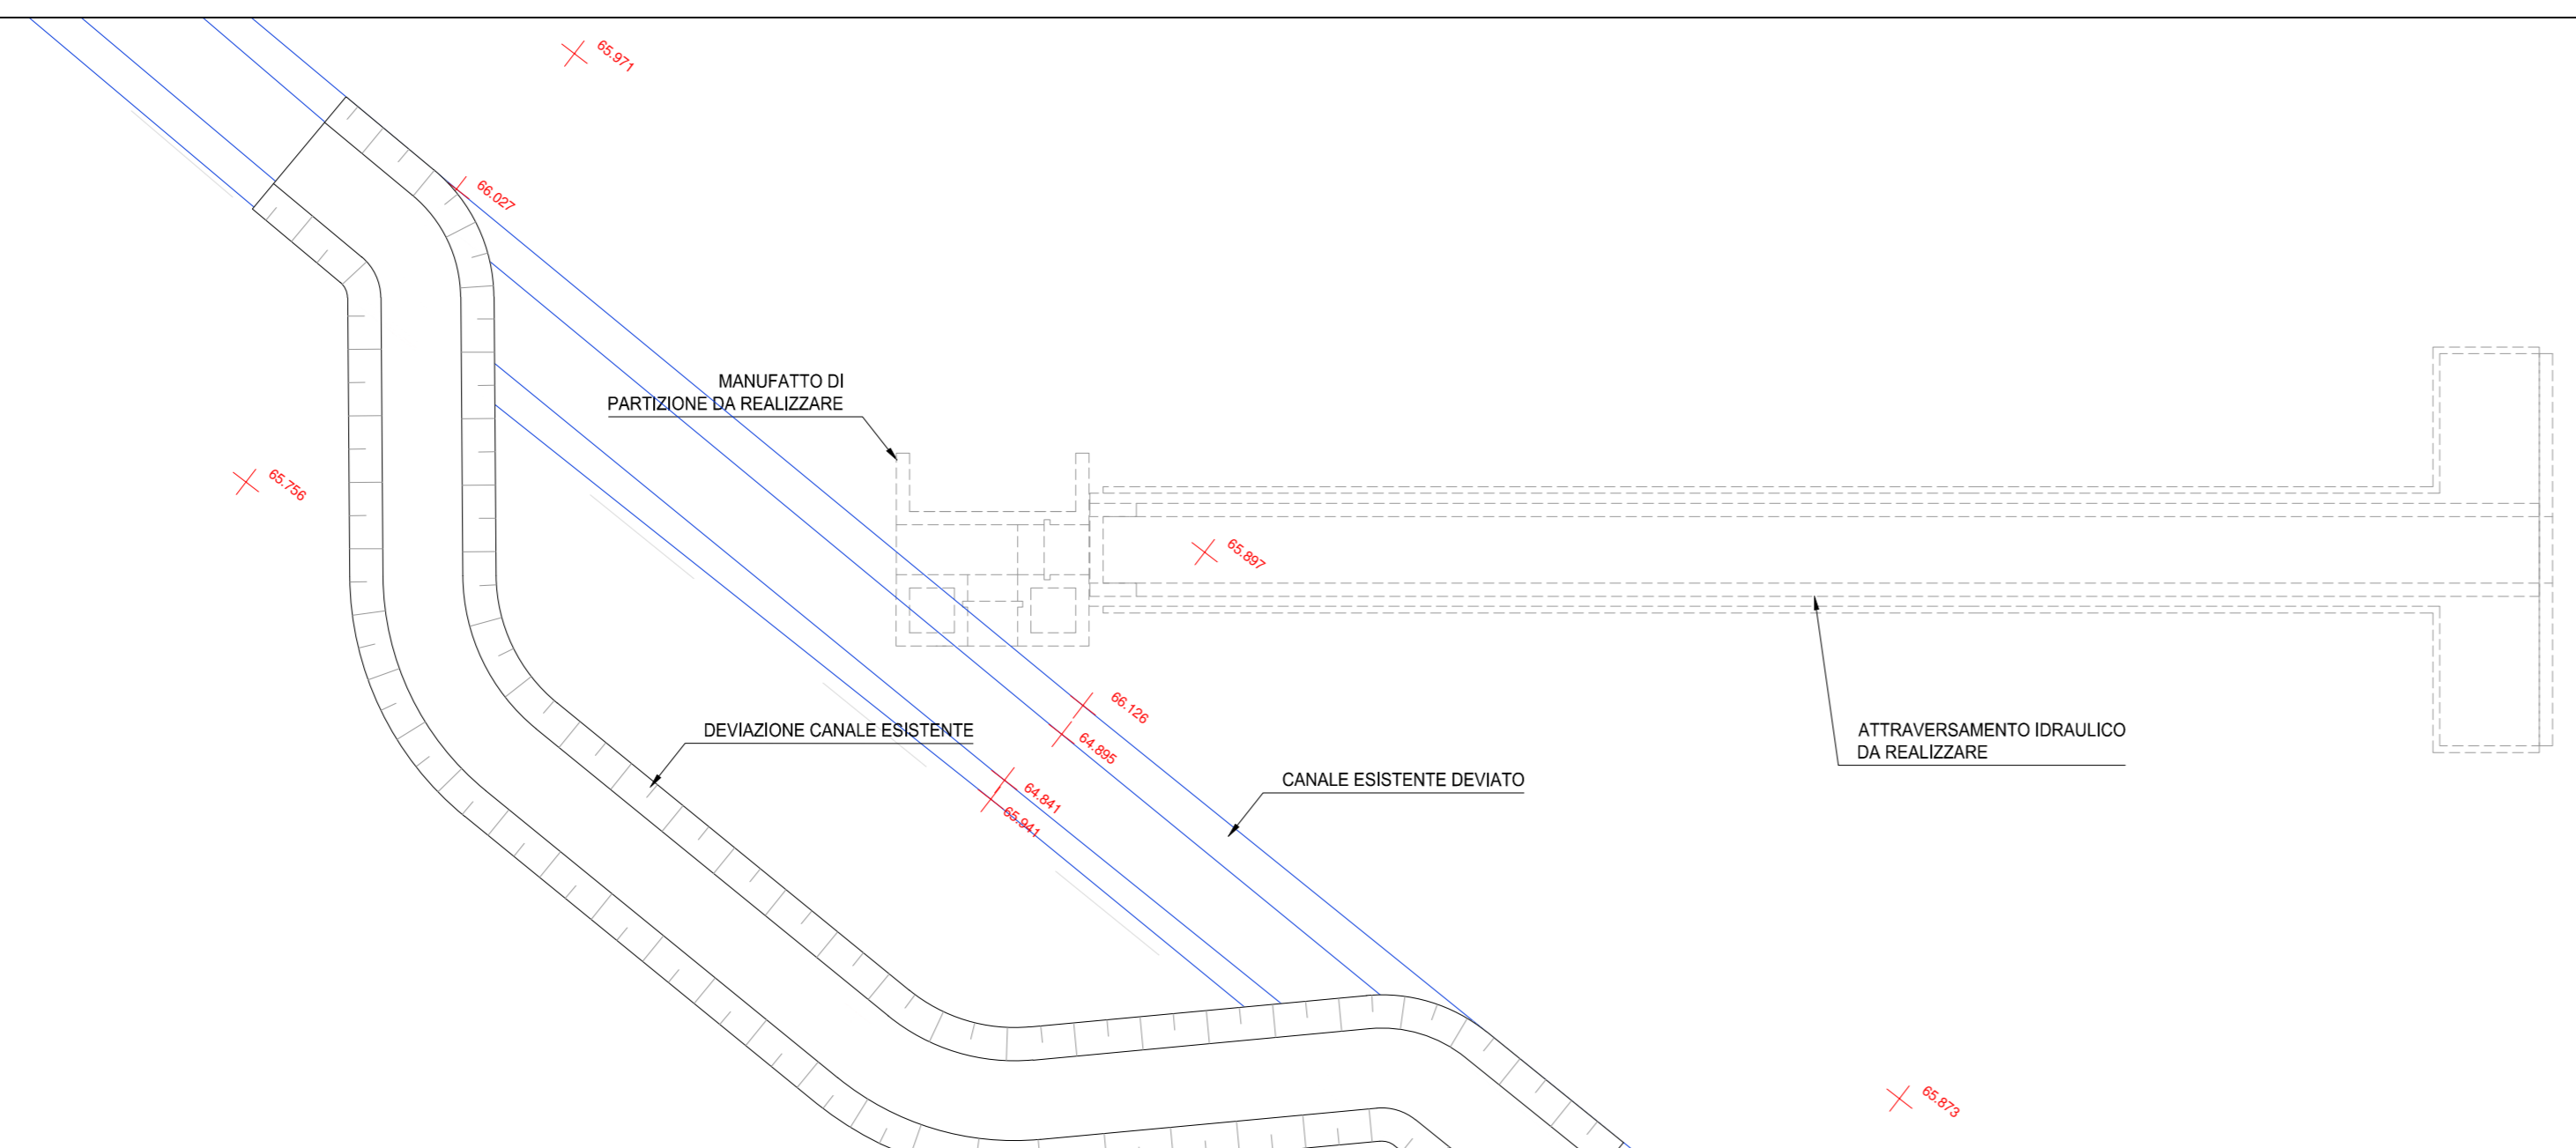 65.971
66.027
MANUFATTO DI
PARTIZIONE DA REALIZZARE
65.756
65.897
66.126
DEVIAZIONE CANALE ESISTENTE
64.895
ATTRAVERSAMENTO IDRAULICO
DA REALIZZARE
CANALE ESISTENTE DEVIATO
64.841
65.941
65.873